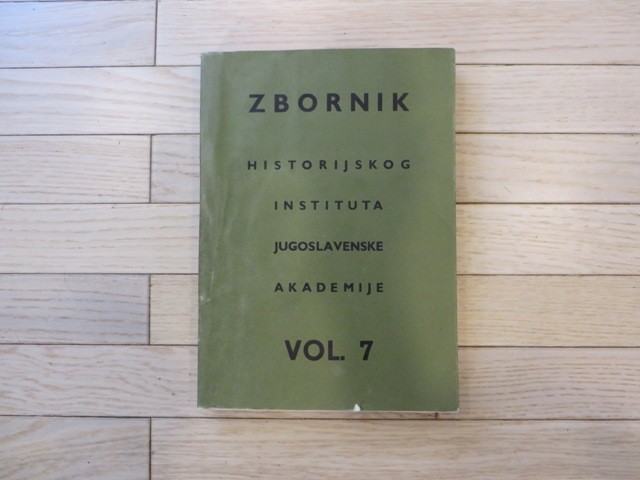 ZBORNIK
HISTORIJSKOG
INSTITUTA
JUGOSLAVENSKE
AKADEMIJE
VOL. 7